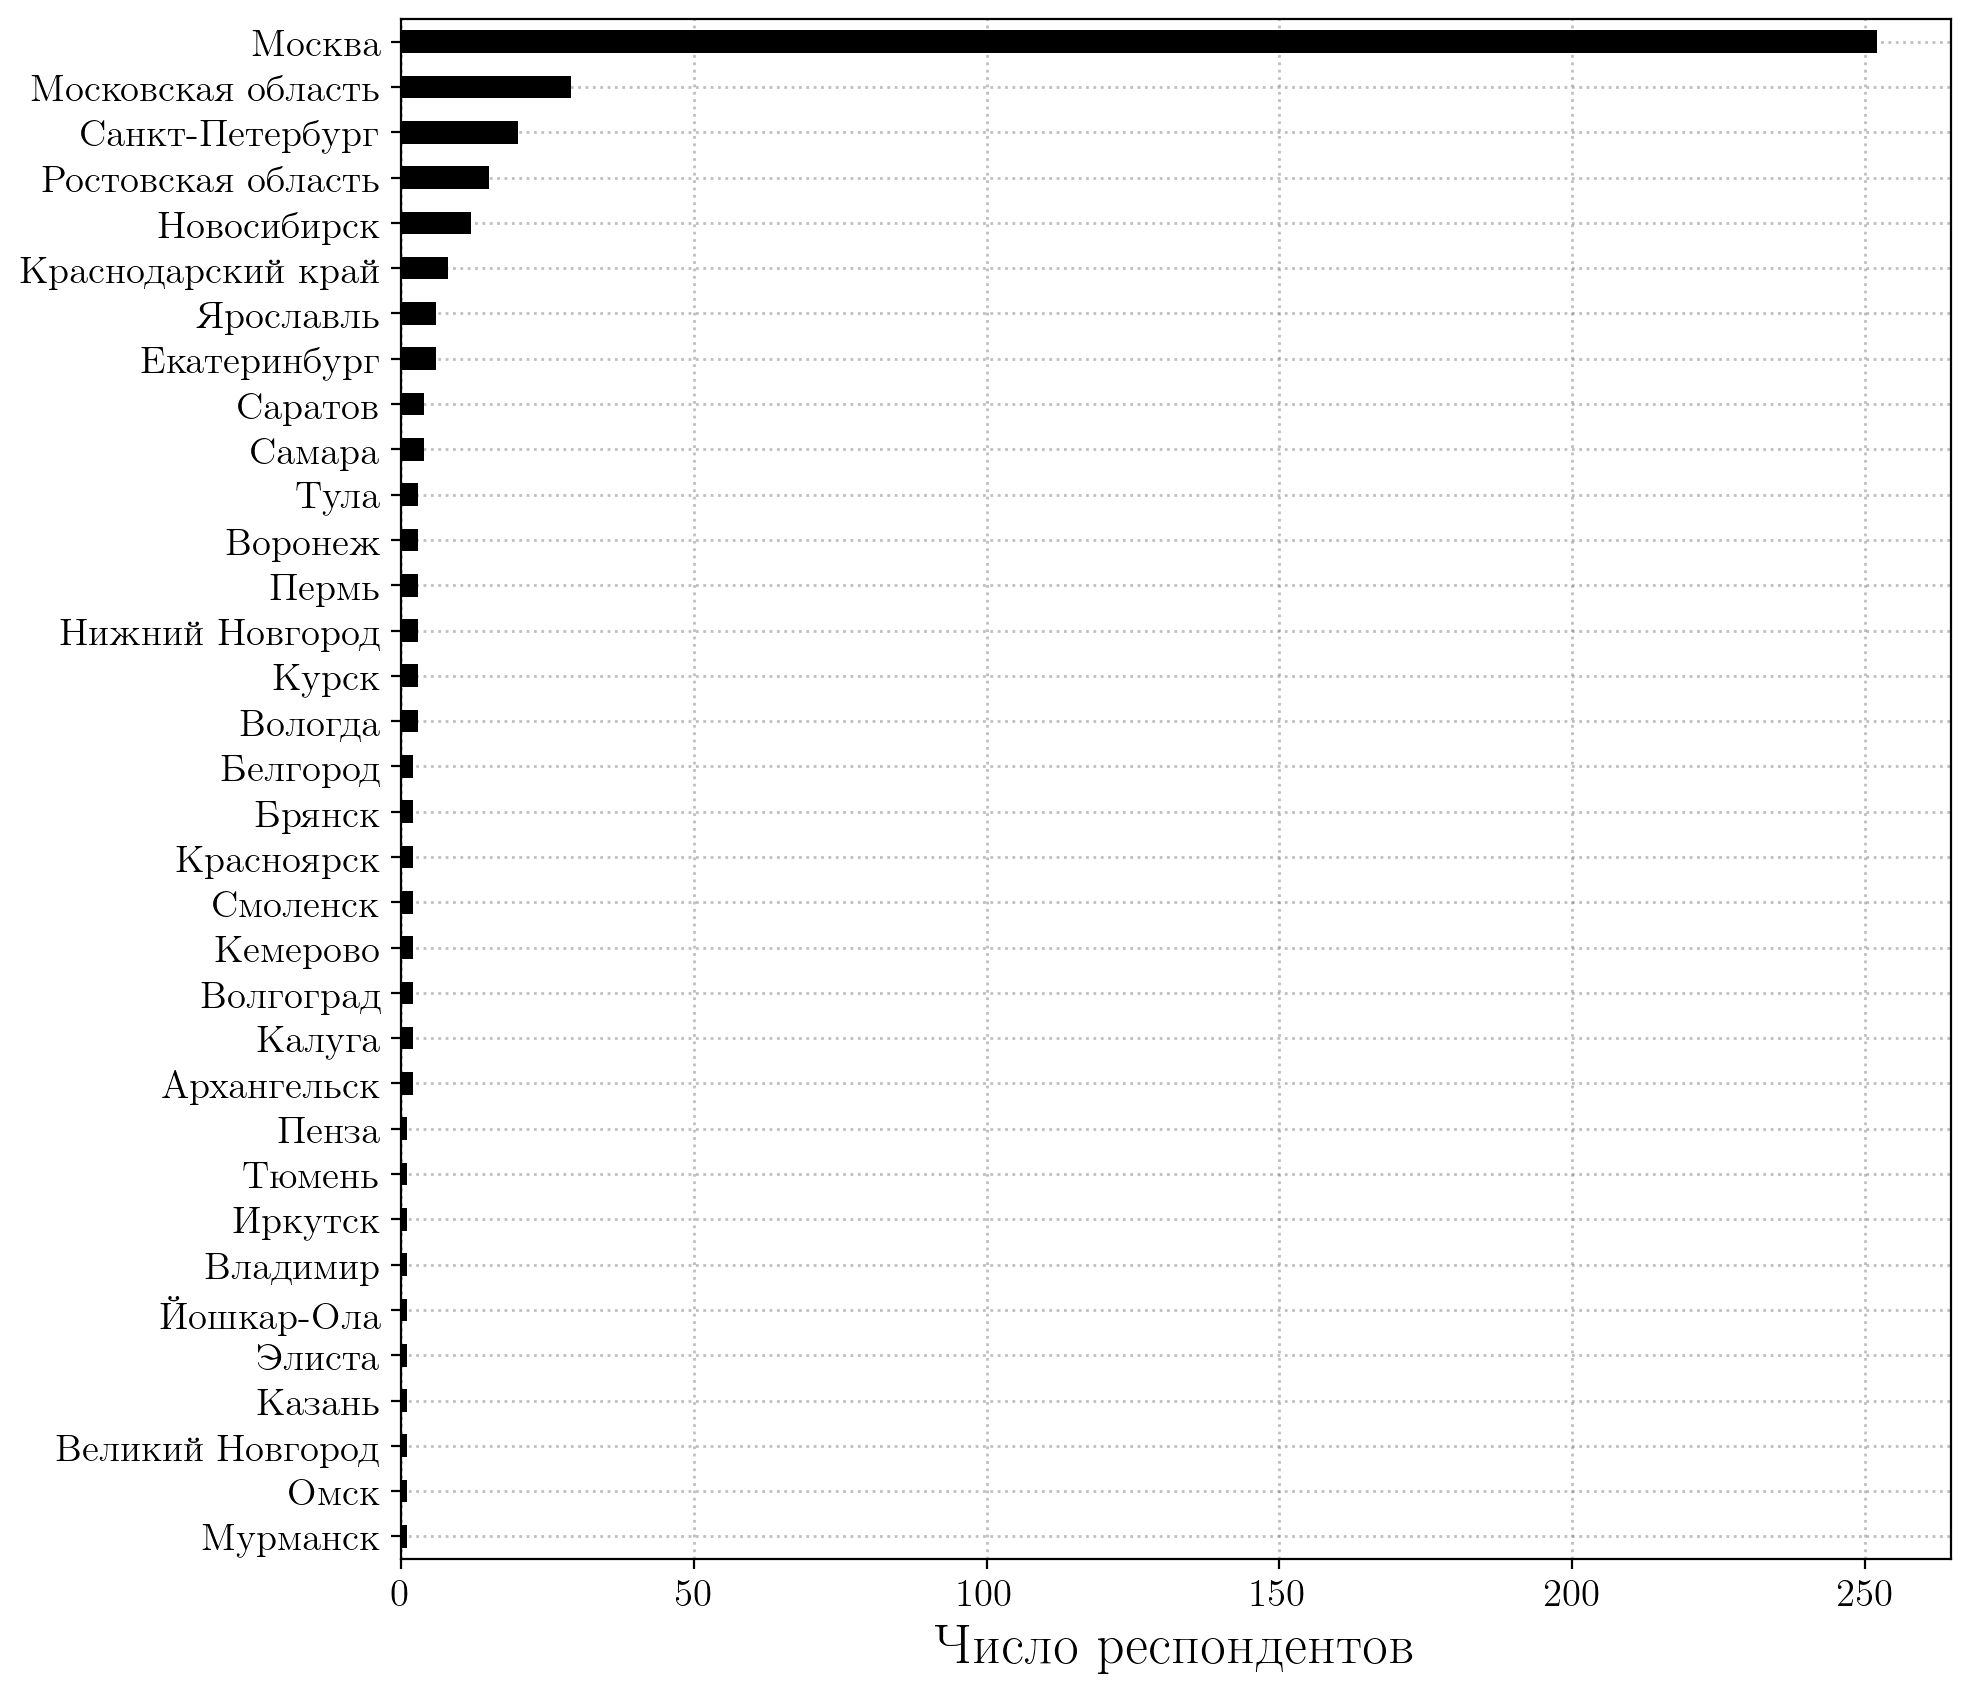 Москва
Московская область
Санкт-Петербург
Ростовская область
Новосибирск
Краснодарский край
Ярославль
Екатеринбург
Саратов
Самара
Тула
Воронеж
Пермь
Нижний Новгород
Курск
Вологда
Белгород
Брянск
Красноярск
Смоленск
Кемерово
Волгоград
Калуга
Архангельск
Пенза
Тюмень
Иркутск
Владимир
Йошкар-Ола
Элиста
Казань
Великий Новгород
Омск
Мурманск
0 50 100 150 200 250
Число респондентов